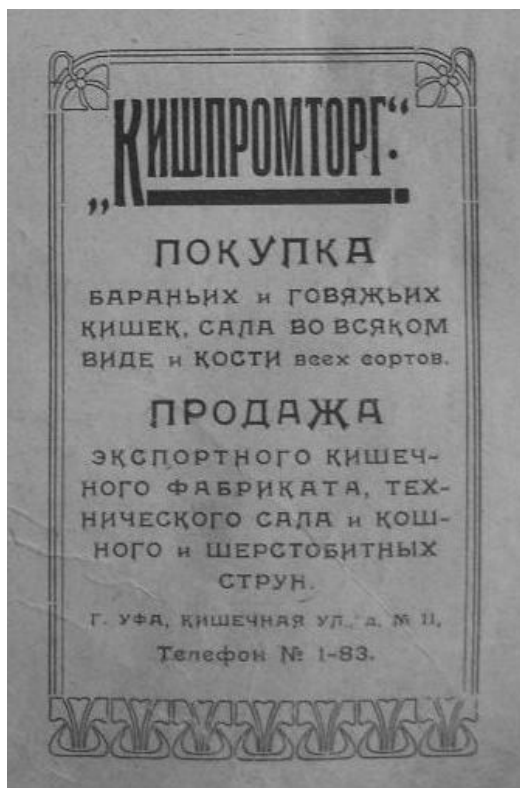 „КИШПРОМТОРГ.“
ПОКУПКА
БАРАНЬИХ и ГОВЯЖЬИХ
КИШЕК, САЛА ВО ВСЯКОМ
ВИДЕ и КОСТИ всех сортов.
ПРОДАЖА
ЭКСПОРТНОГО КИШЕЧ-
НОГО ФАБРИКАТА, ТЕХ-
НИЧЕСКОГО САЛА и КОШ-
НОГО и ШЕРСТОБИТНЫХ
СТРУН.
Г. УФА, КИШЕЧНАЯ УЛ., д. № 11,
Телефон № 1-83.